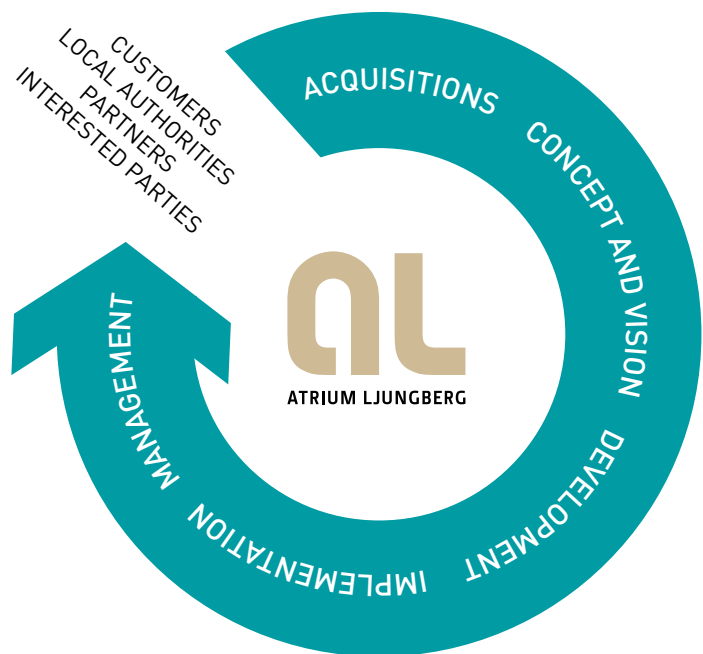 CUSTOMERS
LOCAL AUTHORITIES
PARTNERS
INTERESTED PARTIES
ACQUISITIONS
CONCEPT AND VISION
DEVELOPMENT
IMPLEMENTATION
MANAGEMENT
aL
ATRIUM LJUNGBERG